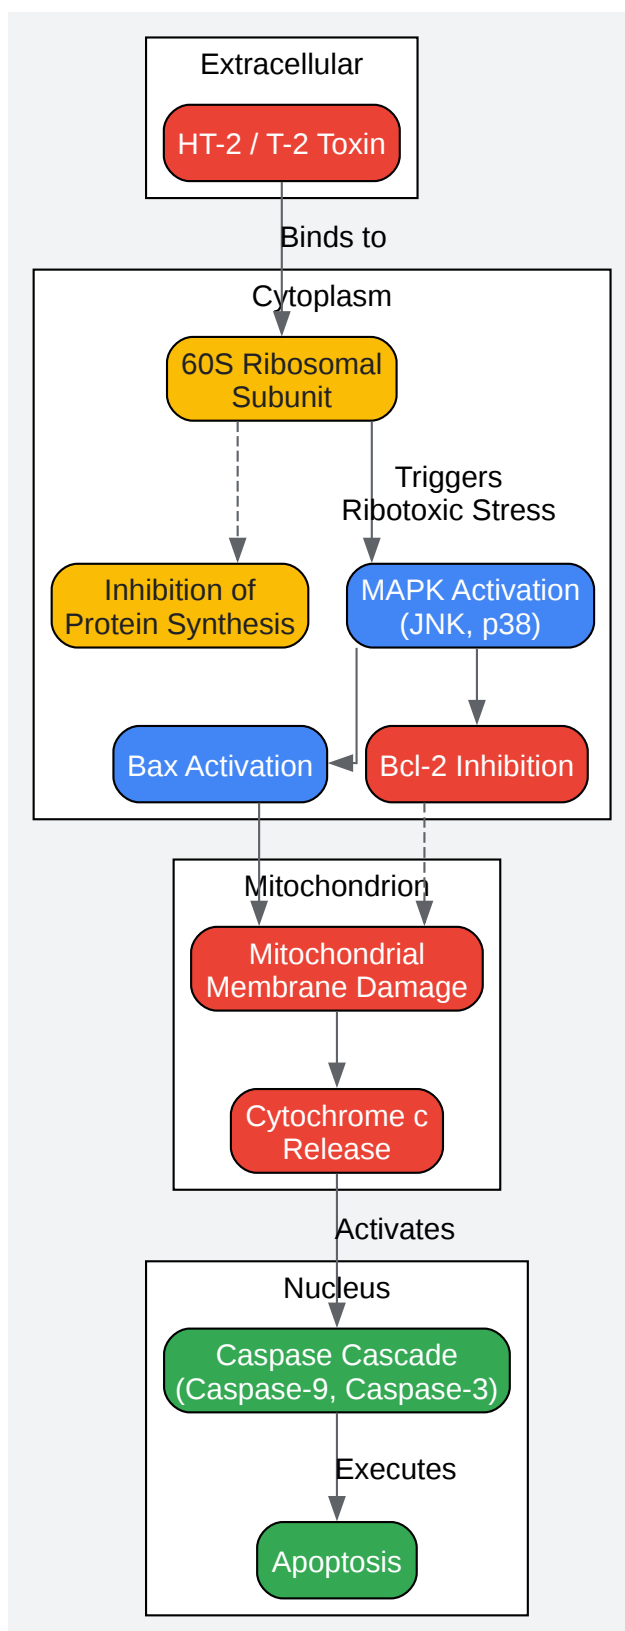 Extracellular
HT-2 / T-2 Toxin
Binds to
Cytoplasm
60S Ribosomal
Subunit
Triggers
Ribotoxic Stress
Inhibition of
Protein Synthesis
MAPK Activation
(JNK, p38)
Bax Activation
Bcl-2 Inhibition
Mitochondrion
Mitochondrial
Membrane Damage
Cytochrome c
Release
Activates
Nucleus
Caspase Cascade
(Caspase-9, Caspase-3)
Executes
Apoptosis